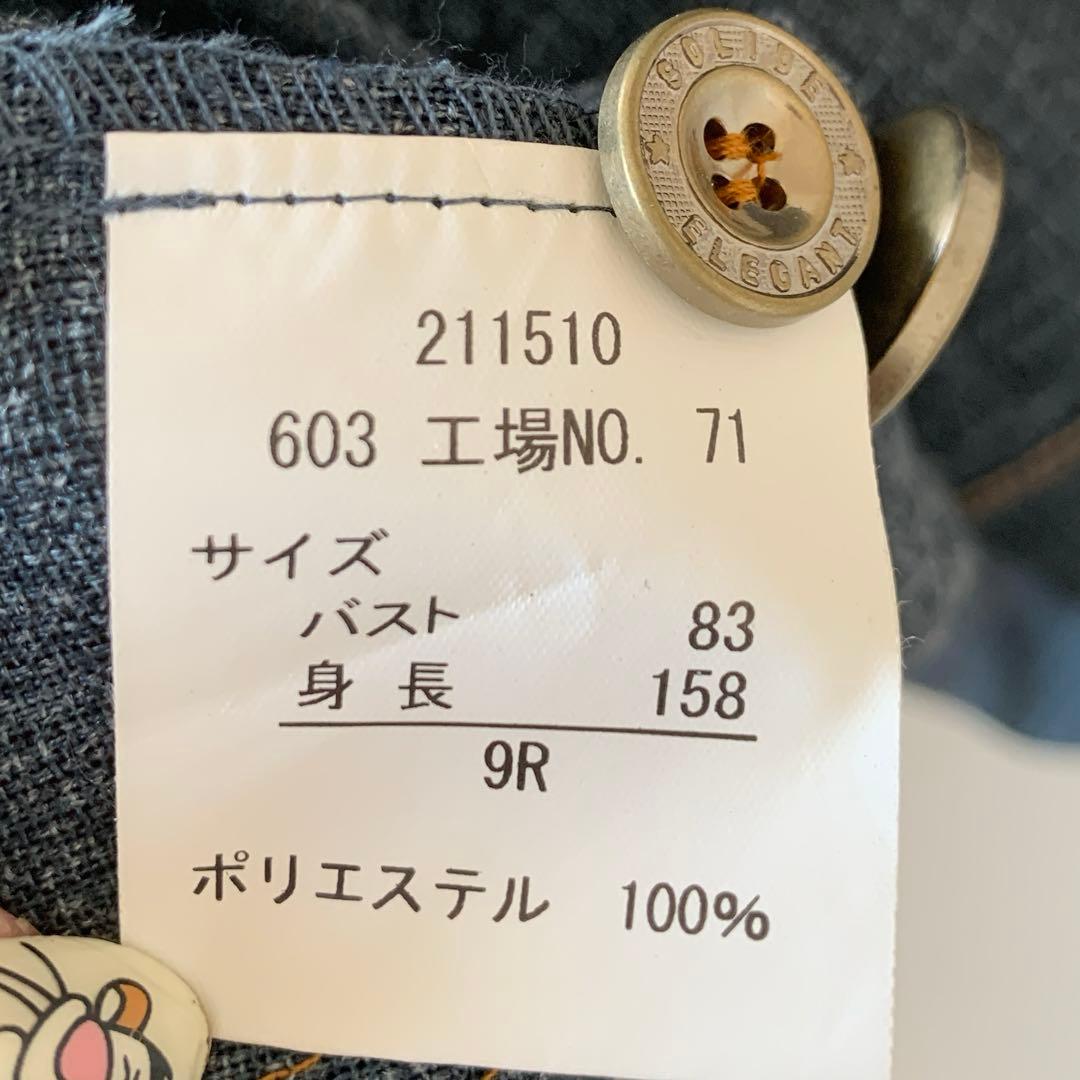 SOLIDE
ELEGANT
211510
603 工場NO. 71
サイズ
バスト 83
身長 158
9R
ポリエステル 100%